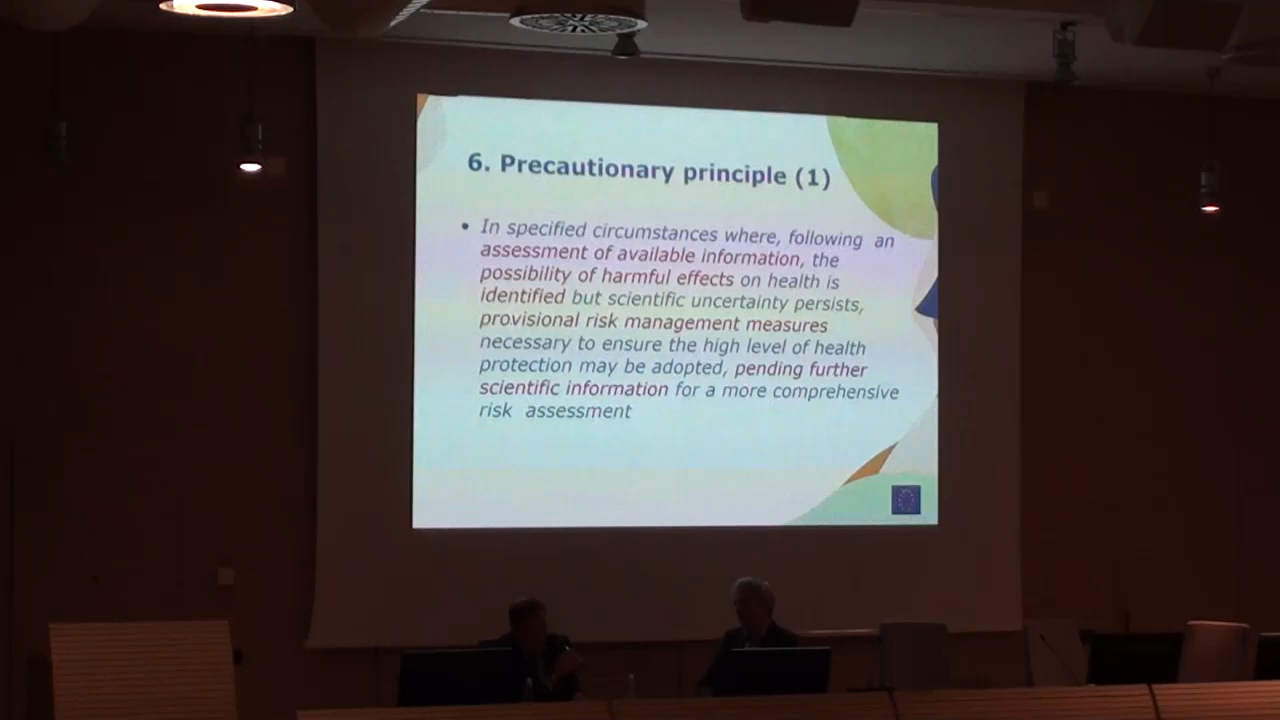 6. Precautionary principle (1)
• In specified circumstances where, following an
assessment of available information, the
possibility of harmful effects on health is
identified but scientific uncertainty persists,
provisional risk management measures
necessary to ensure the high level of health
protection may be adopted, pending further
scientific information for a more comprehensive
risk assessment